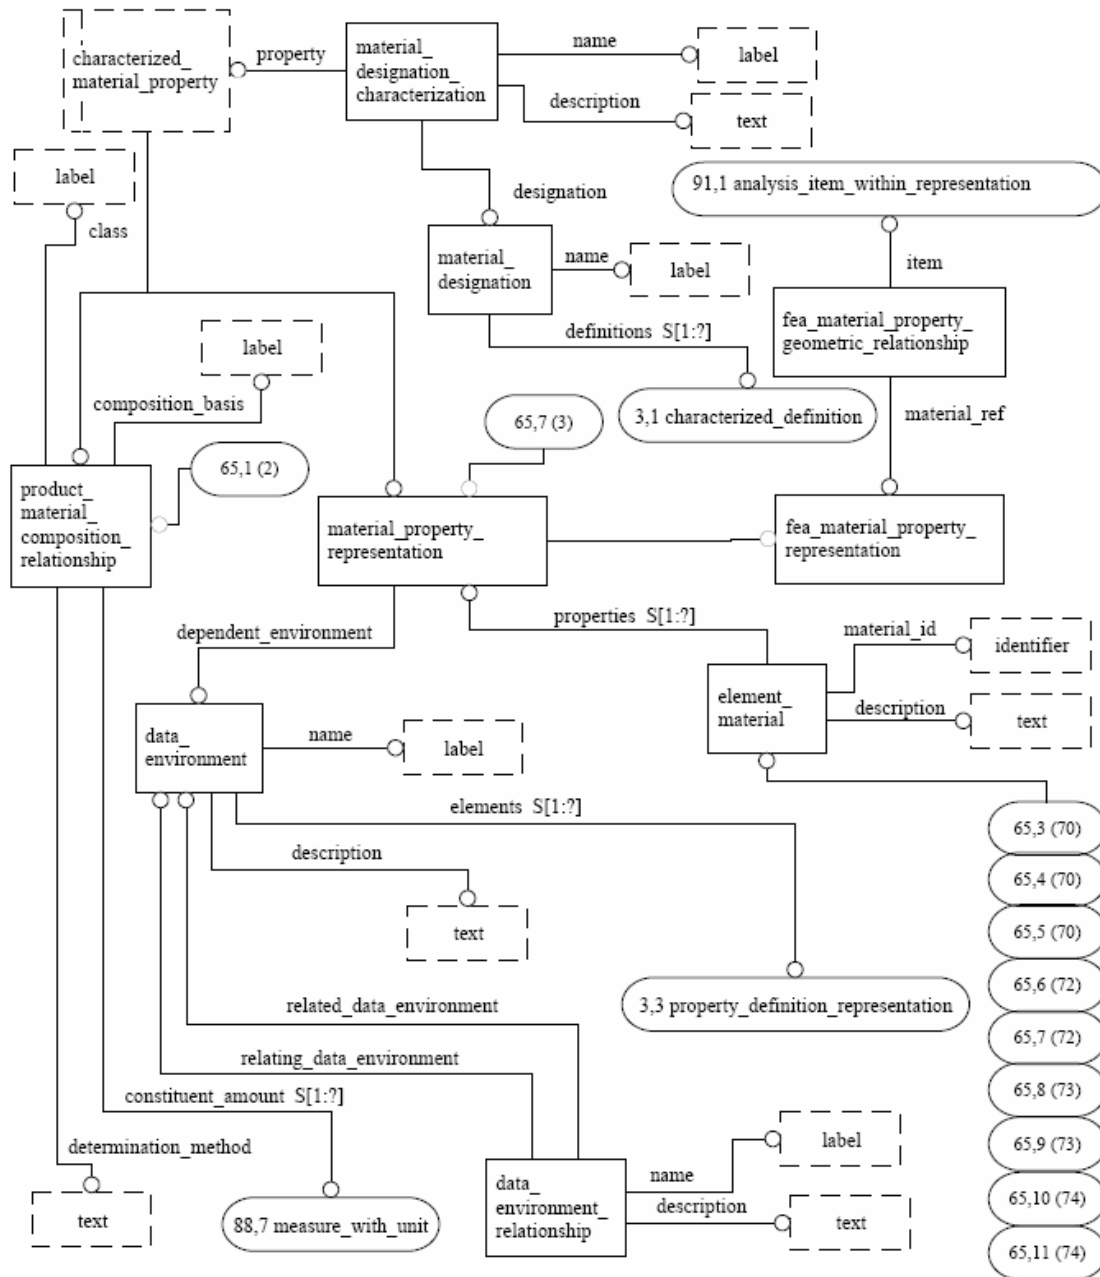 characterized_
material_property
property
material_
designation_
characterization
name
label
description
text
label
class
designation
91,1 analysis_item_within_representation
item
material_
designation
name
label
fea_material_property_
geometric_relationship
definitions S[1:?]
label
composition_basis
65,7 (3)
3,1 characterized_definition
material_ref
65,1 (2)
product_
material_
composition_
relationship
material_property_
representation
fea_material_property_
representation
dependent_environment
properties S[1:?]
material_id
identifier
element_
material
description
text
data_
environment
name
label
elements S[1:?]
description
text
65,3 (70)
65,4 (70)
65,5 (70)
65,6 (72)
65,7 (72)
65,8 (73)
65,9 (73)
65,10 (74)
65,11 (74)
3,3 property_definition_representation
related_data_environment
relating_data_environment
constituent_amount S[1:?]
determination_method
text
88,7 measure_with_unit
data_
environment_
relationship
name
label
description
text